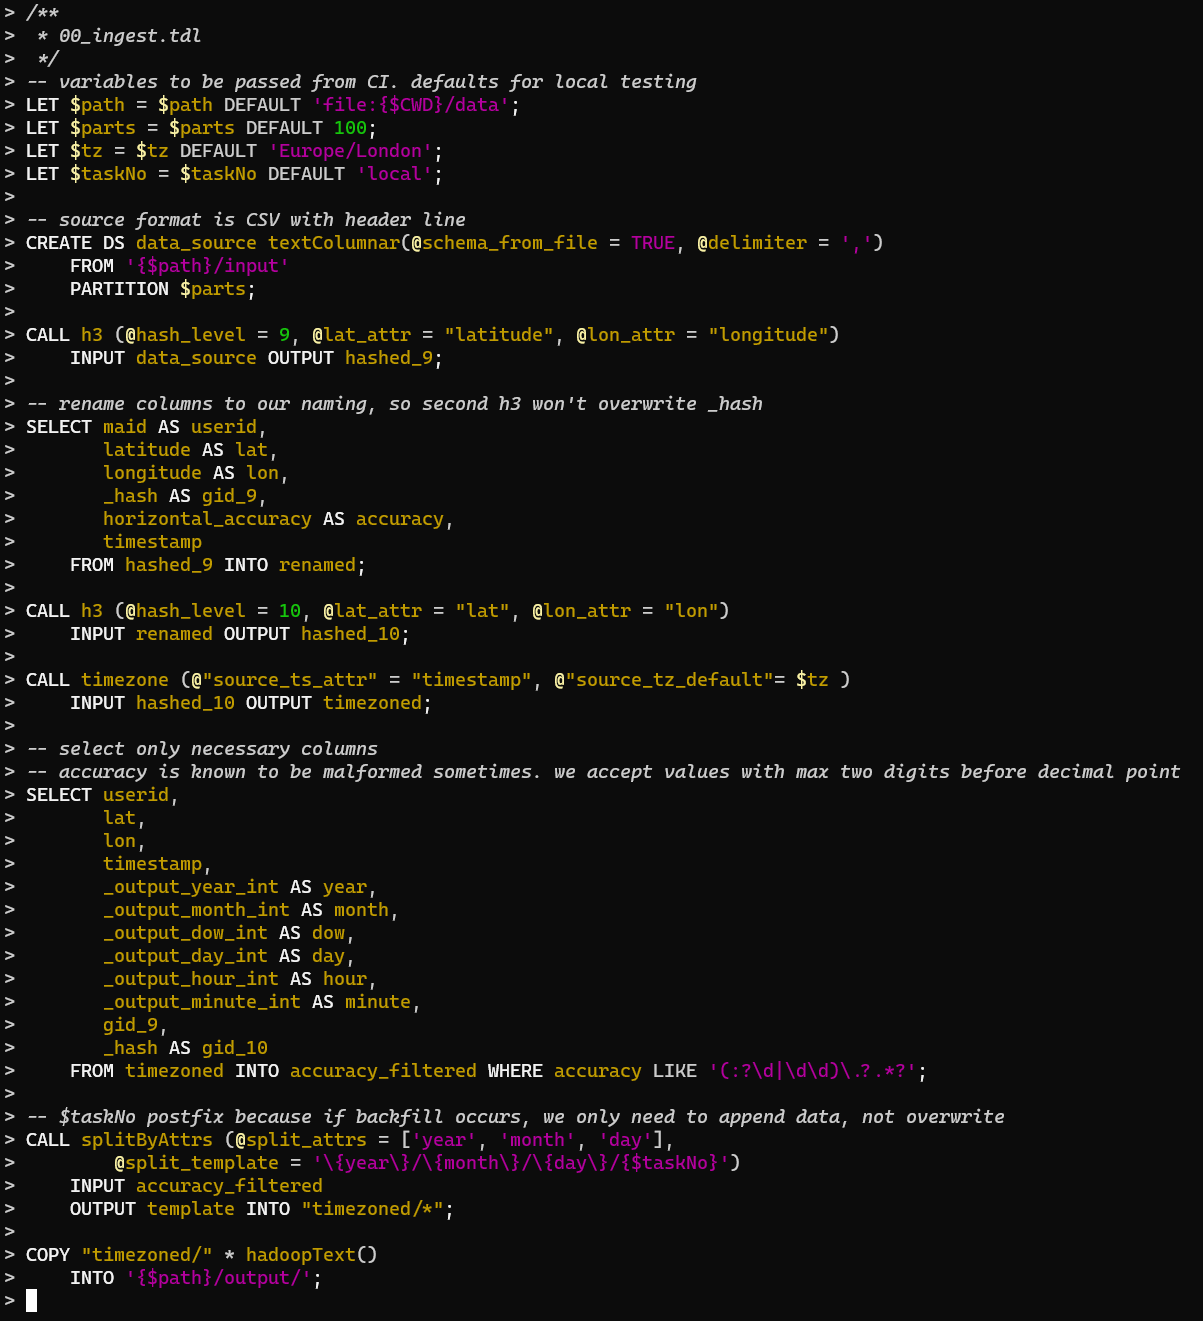 > /**
>  * 00_ingest.tdl
>  */
> -- variables to be passed from CI. defaults for local testing
> LET $path = $path DEFAULT 'file:{$CWD}/data';
> LET $parts = $parts DEFAULT 100;
> LET $tz = $tz DEFAULT 'Europe/London';
> LET $taskNo = $taskNo DEFAULT 'local';
>
> -- source format is CSV with header line
> CREATE DS data_source textColumnar(@schema_from_file = TRUE, @delimiter = ',')
>     FROM '{$path}/input'
>     PARTITION $parts;
>
> CALL h3 (@hash_level = 9, @lat_attr = "latitude", @lon_attr = "longitude")
>     INPUT data_source OUTPUT hashed_9;
>
> -- rename columns to our naming, so second h3 won't overwrite _hash
> SELECT maid AS userid,
>        latitude AS lat,
>        longitude AS lon,
>        _hash AS gid_9,
>        horizontal_accuracy AS accuracy,
>        timestamp
>     FROM hashed_9 INTO renamed;
>
> CALL h3 (@hash_level = 10, @lat_attr = "lat", @lon_attr = "lon")
>     INPUT renamed OUTPUT hashed_10;
>
> CALL timezone (@"source_ts_attr" = "timestamp", @"source_tz_default"= $tz )
>     INPUT hashed_10 OUTPUT timezoned;
>
> -- select only necessary columns
> -- accuracy is known to be malformed sometimes. we accept values with max two digits before decimal point
> SELECT userid,
>        lat,
>        lon,
>        timestamp,
>        _output_year_int AS year,
>        _output_month_int AS month,
>        _output_dow_int AS dow,
>        _output_day_int AS day,
>        _output_hour_int AS hour,
>        _output_minute_int AS minute,
>        gid_9,
>        _hash AS gid_10
>     FROM timezoned INTO accuracy_filtered WHERE accuracy LIKE '(:?\d|\d\d)\.?.*?';
>
> -- $taskNo postfix because if backfill occurs, we only need to append data, not overwrite
> CALL splitByAttrs (@split_attrs = ['year', 'month', 'day'],
>         @split_template = '\{year\}/\{month\}/\{day\}/{$taskNo}')
>     INPUT accuracy_filtered
>     OUTPUT template INTO "timezoned/*";
>
> COPY "timezoned/" * hadoopText()
>     INTO '{$path}/output/';
>